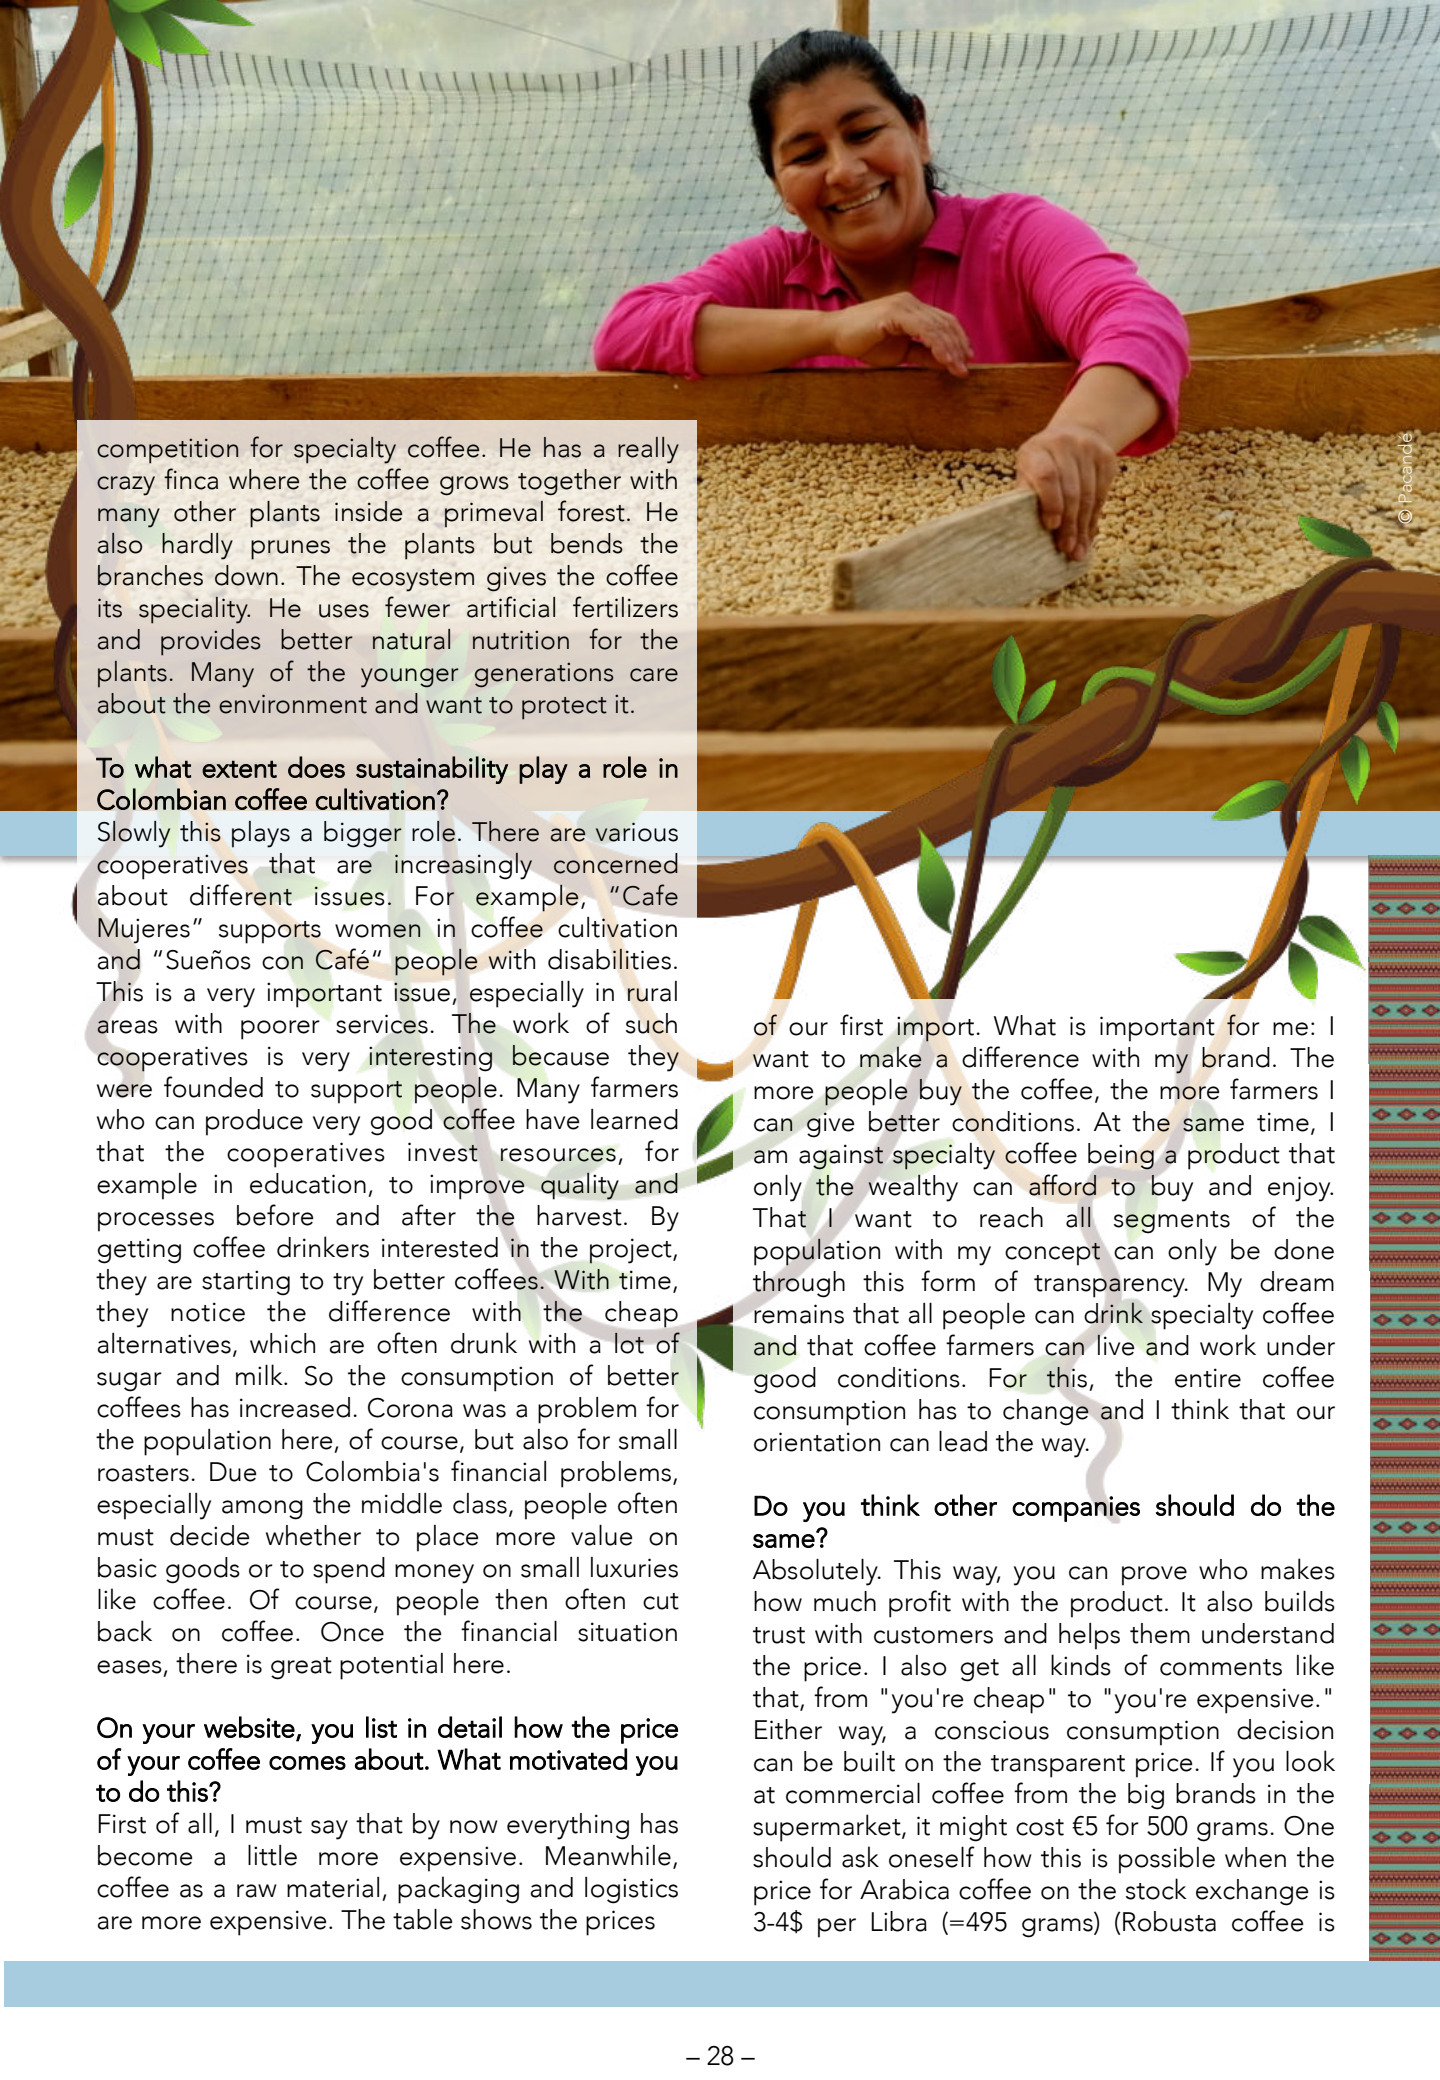 competition for specialty coffee. He has a really
crazy finca where the coffee grows together with
many other plants inside a primeval forest. He
also hardly prunes the plants but bends the
branches down. The ecosystem gives the coffee
its speciality. He uses fewer artificial fertilizers
and provides better natural nutrition for the
plants. Many of the younger generations care
about the environment and want to protect it.

To what extent does sustainability play a role in
Colombian coffee cultivation?
Slowly this plays a bigger role. There are various
cooperatives that are increasingly concerned
about different issues. For example, “Cafe
Mujeres” supports women in coffee cultivation
and “Sueños con Café“ people with disabilities.
This is a very important issue, especially in rural
areas with poorer services. The work of such
cooperatives is very interesting because they
were founded to support people. Many farmers
who can produce very good coffee have learned
that the cooperatives invest resources, for
example in education, to improve quality and
processes before and after the harvest. By
getting coffee drinkers interested in the project,
they are starting to try better coffees. With time,
they notice the difference with the cheap
alternatives, which are often drunk with a lot of
sugar and milk. So the consumption of better
coffees has increased. Corona was a problem for
the population here, of course, but also for small
roasters. Due to Colombia's financial problems,
especially among the middle class, people often
must decide whether to place more value on
basic goods or to spend money on small luxuries
like coffee. Of course, people then often cut
back on coffee. Once the financial situation
eases, there is great potential here.

On your website, you list in detail how the price
of your coffee comes about. What motivated you
to do this?
First of all, I must say that by now everything has
become a little more expensive. Meanwhile,
coffee as a raw material, packaging and logistics
are more expensive. The table shows the prices
of our first import. What is important for me: I
want to make a difference with my brand. The
more people buy the coffee, the more farmers I
can give better conditions. At the same time, I
am against specialty coffee being a product that
only the wealthy can afford to buy and enjoy.
That I want to reach all segments of the
population with my concept can only be done
through this form of transparency. My dream
remains that all people can drink specialty coffee
and that coffee farmers can live and work under
good conditions. For this, the entire coffee
consumption has to change and I think that our
orientation can lead the way.

Do you think other companies should do the
same?
Absolutely. This way, you can prove who makes
how much profit with the product. It also builds
trust with customers and helps them understand
the price. I also get all kinds of comments like
that, from "you're cheap" to "you're expensive."
Either way, a conscious consumption decision
can be built on the transparent price. If you look
at commercial coffee from the big brands in the
supermarket, it might cost €5 for 500 grams. One
should ask oneself how this is possible when the
price for Arabica coffee on the stock exchange is
3-4$ per Libra (=495 grams) (Robusta coffee is
© Pacandé
– 28 –